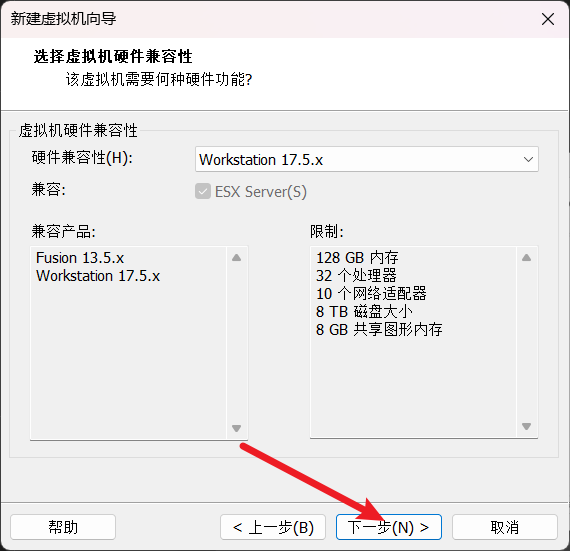 新建虚拟机向导
选择虚拟机硬件兼容性
该虚拟机需要何种硬件功能?
虚拟机硬件兼容性
硬件兼容性(H): Workstation 17.5.x
兼容: ESX Server(S)
兼容产品:
Fusion 13.5.x
Workstation 17.5.x
限制:
128 GB 内存
32 个处理器
10 个网络适配器
8 TB 磁盘大小
8 GB 共享图形内存
帮助 < 上一步(B) 下一步(N) > 取消